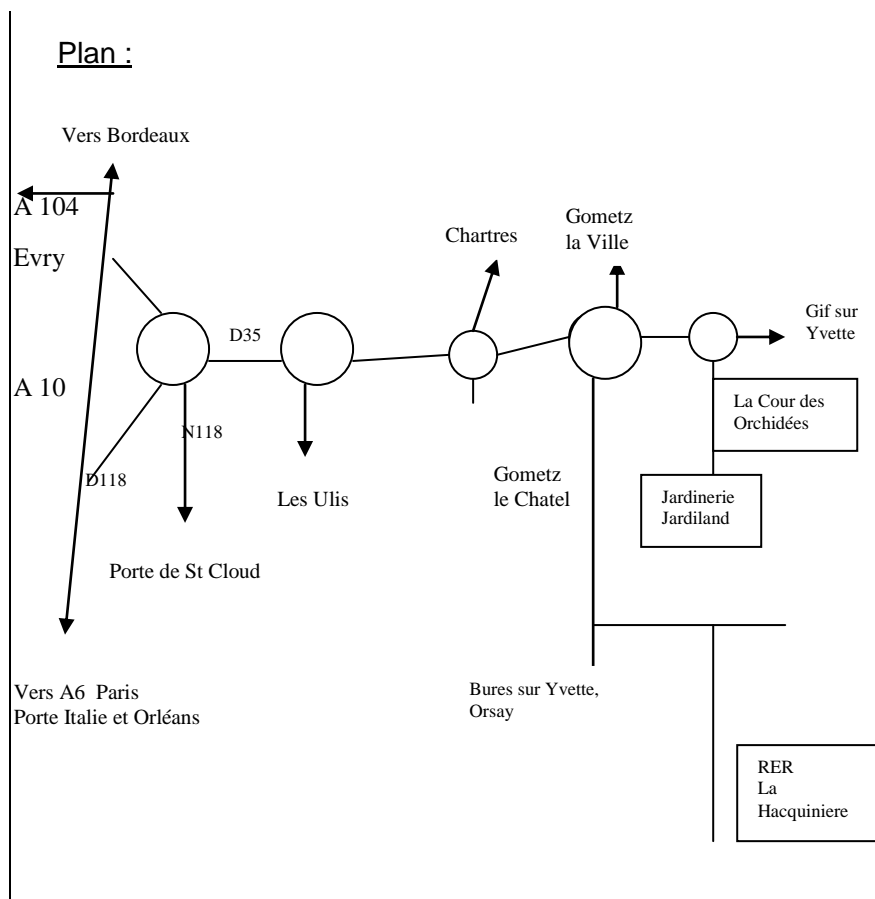 Plan :
Vers Bordeaux
A 104
Evry
A 10
Chartres
Gometz
la Ville
Gif sur
Yvette
D35
N118
D118
La Cour des
Orchidées
Gometz
le Chatel
Jardinerie
Jardiland
Les Ulis
Porte de St Cloud
Vers A6  Paris
Porte Italie et Orléans
Bures sur Yvette,
Orsay
RER
La
Hacquiniere